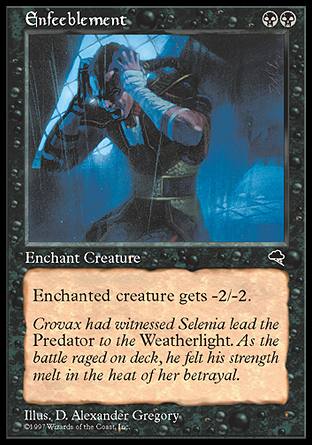 Enfeeblement
Enchant Creature
Enchanted creature gets -2/-2.
Crovax had witnessed Selenia lead the
Predator to the Weatherlight. As the
battle raged on deck, he felt his strength
melt in the heat of her betrayal.
Illus. D. Alexander Gregory
©1997 Wizards of the Coast, Inc.